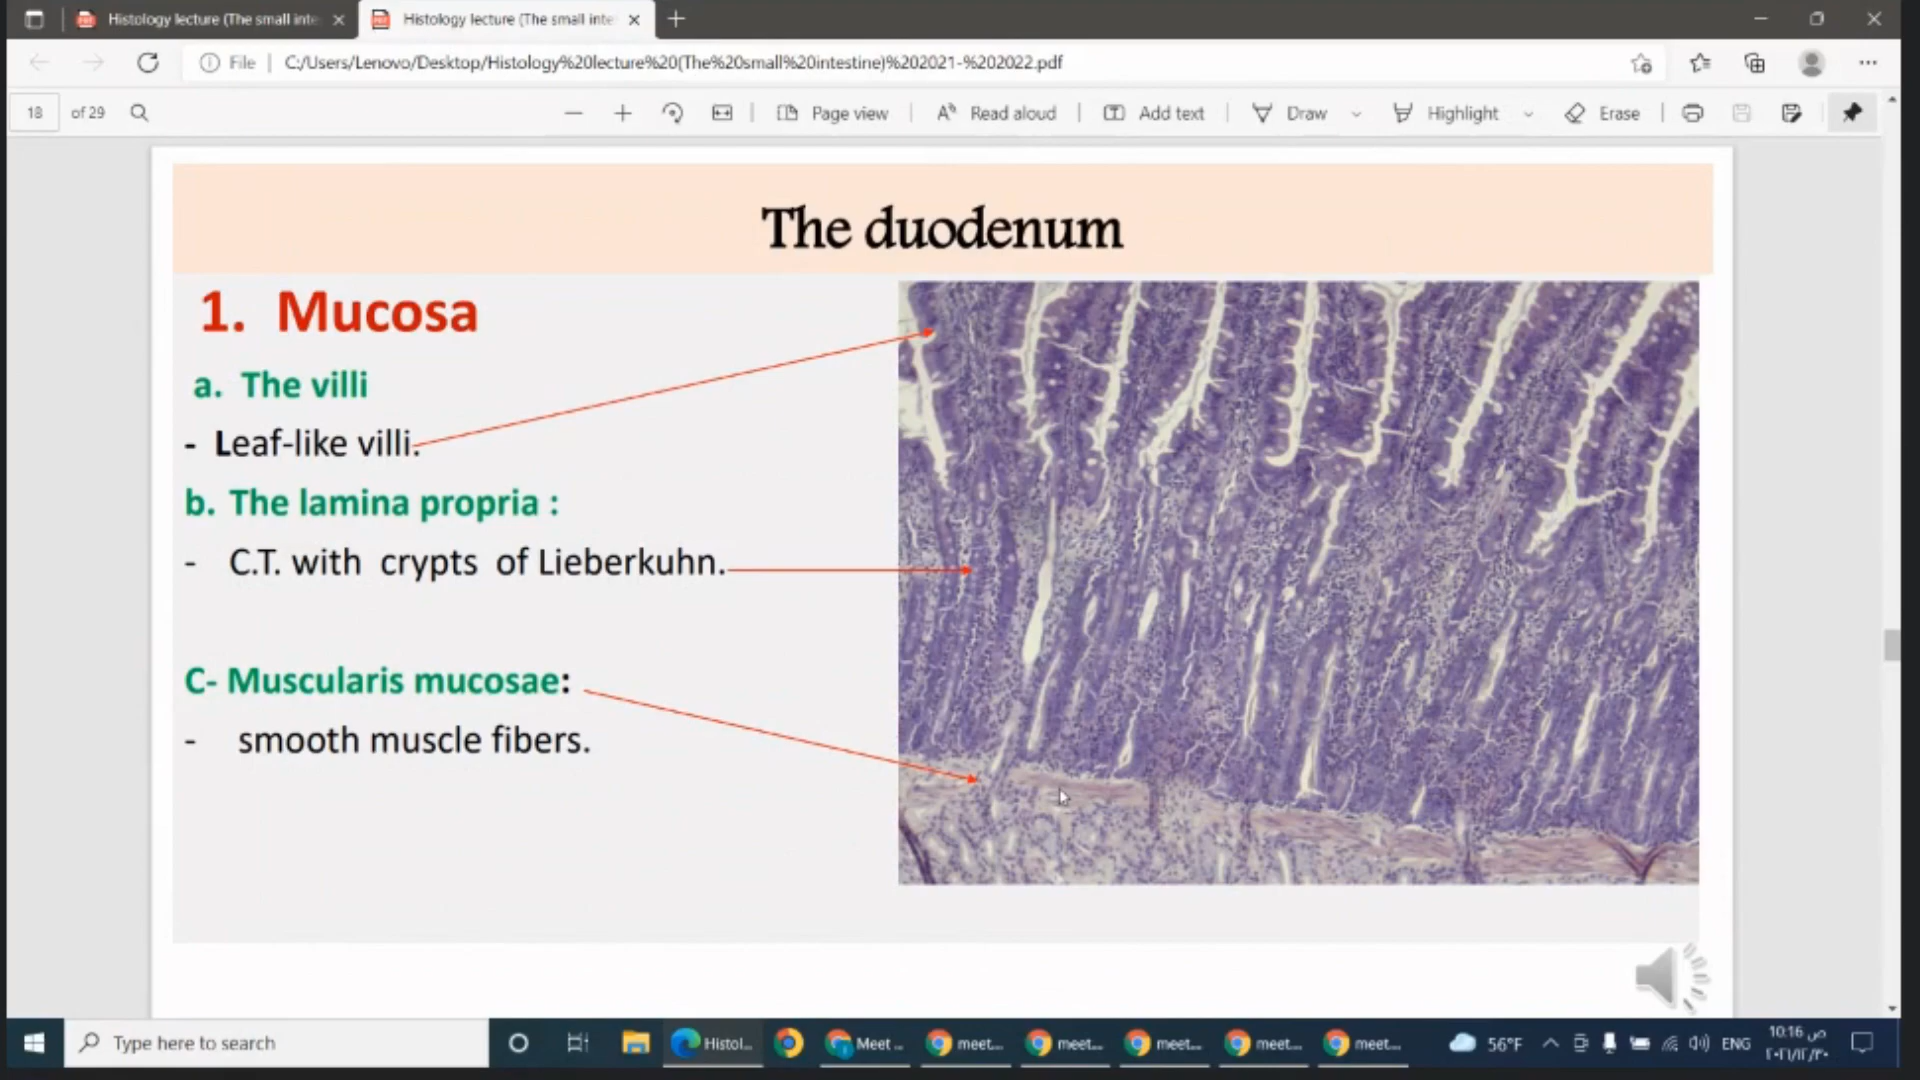 Histology lecture (The small inte
Histology lecture (The small inte
File
C:/Users/Lenovo/Desktop/Histology%20lecture%20(The%20small%20intestine)%202021-%202022.pdf
18 of 29
Page view
Read aloud
Add text
Draw
Highlight
Erase
The duodenum
1. Mucosa
a. The villi
- Leaf-like villi.
b. The lamina propria :
- C.T. with crypts of Lieberkuhn.
C- Muscularis mucosae:
- smooth muscle fibers.
Type here to search
Histol...
Meet ...
meet...
meet...
meet...
meet...
meet...
56°F
ENG
10:16 ص